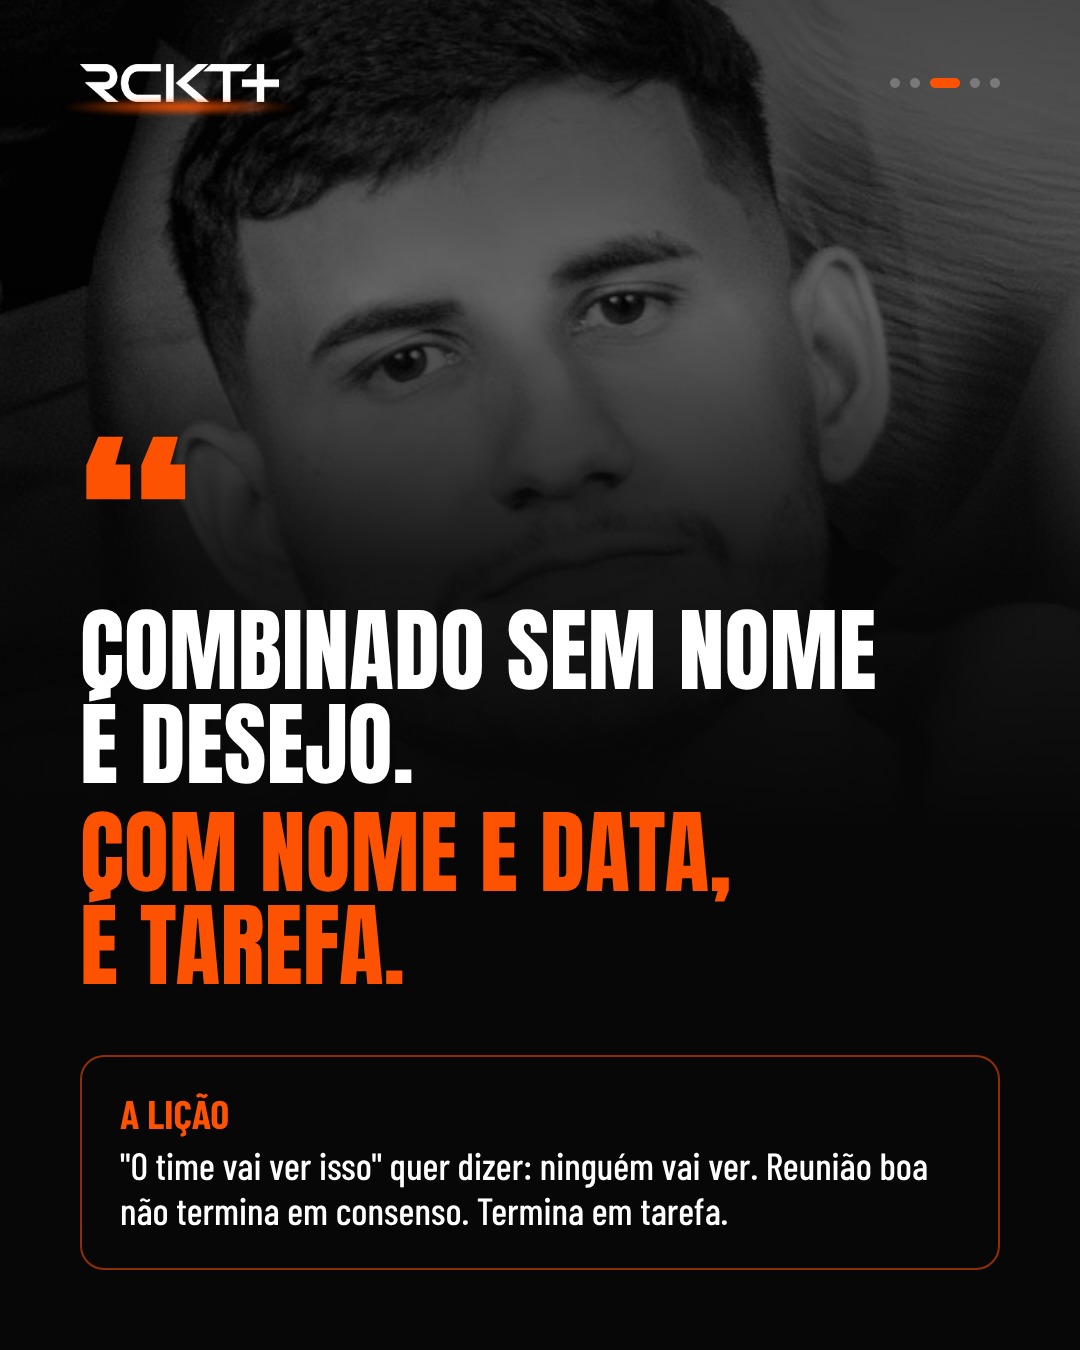 RCKT+
“
COMBINADO SEM NOME
É DESEJO.
COM NOME E DATA,
É TAREFA.
A LIÇÃO
"O time vai ver isso" quer dizer: ninguém vai ver. Reunião boa
não termina em consenso. Termina em tarefa.